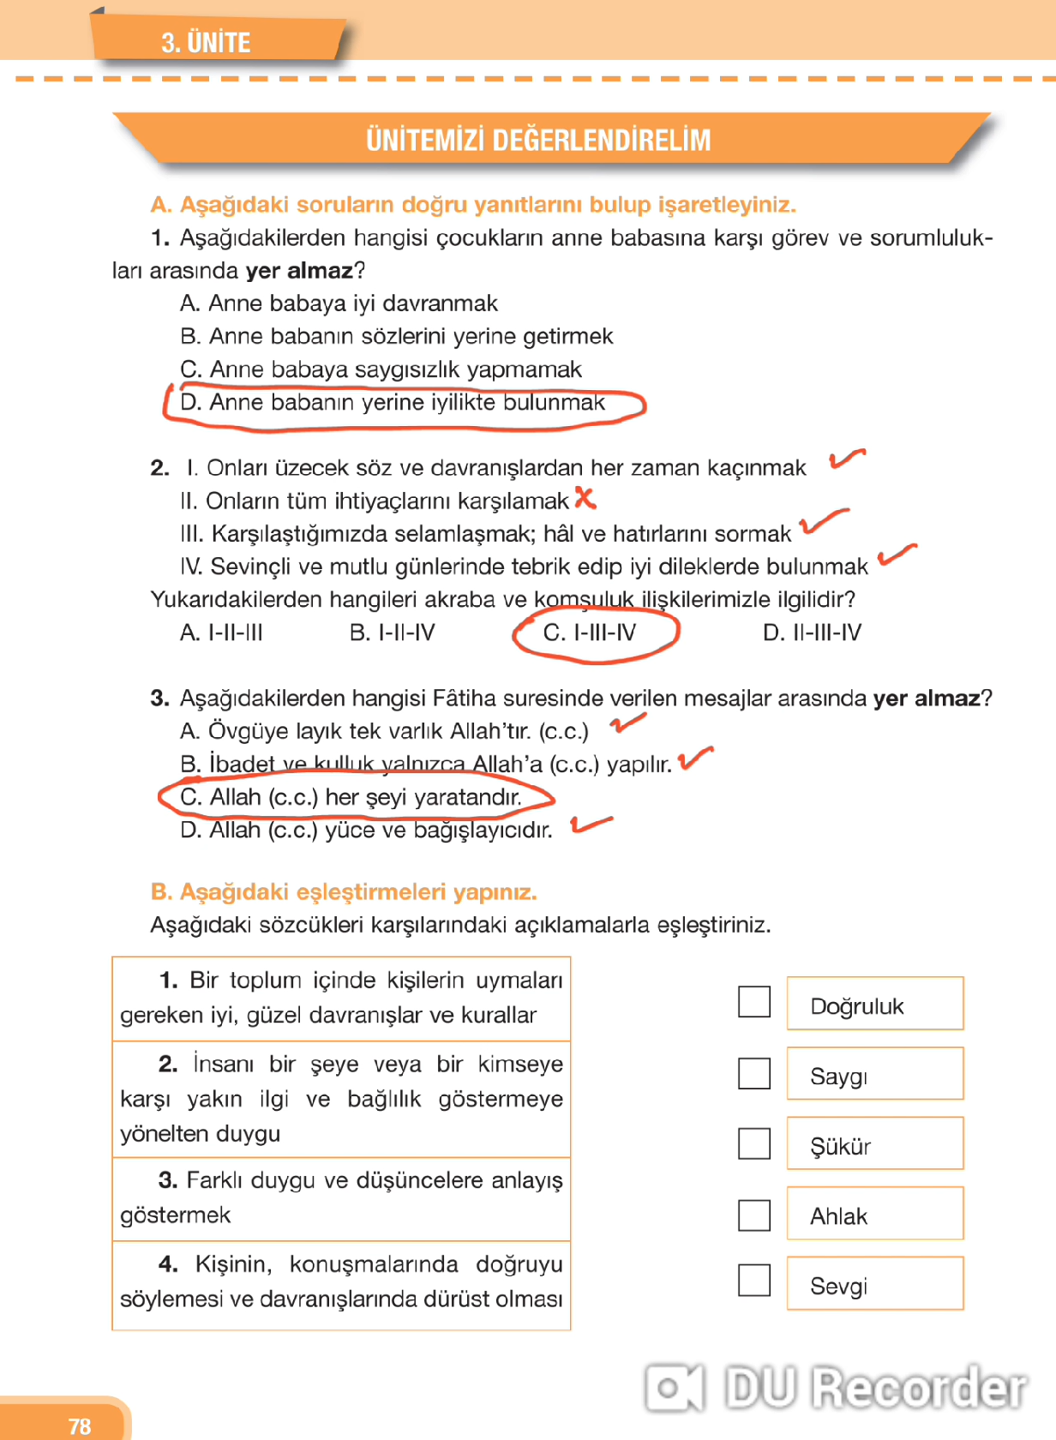 3. ÜNİTE
ÜNİTEMİZİ DEĞERLENDİRELİM
A. Aşağıdaki soruların doğru yanıtlarını bulup işaretleyiniz.
1. Aşağıdakilerden hangisi çocukların anne babasına karşı görev ve sorumluluk-
ları arasında yer almaz?
A. Anne babaya iyi davranmak
B. Anne babanın sözlerini yerine getirmek
C. Anne babaya saygısızlık yapmamak
D. Anne babanın yerine iyilikte bulunmak
2. I. Onları üzecek söz ve davranışlardan her zaman kaçınmak
II. Onların tüm ihtiyaçlarını karşılamak
III. Karşılaştığımızda selamlaşmak; hâl ve hatırlarını sormak
IV. Sevinçli ve mutlu günlerinde tebrik edip iyi dileklerde bulunmak
Yukarıdakilerden hangileri akraba ve komşuluk ilişkilerimizle ilgilidir?
A. I-II-III B. I-II-IV C. I-III-IV D. II-III-IV
3. Aşağıdakilerden hangisi Fâtiha suresinde verilen mesajlar arasında yer almaz?
A. Övgüye layık tek varlık Allah'tır. (c.c.)
B. İbadet ve kulluk yalnızca Allah'a (c.c.) yapılır.
C. Allah (c.c.) her şeyi yaratandır.
D. Allah (c.c.) yüce ve bağışlayıcıdır.
B. Aşağıdaki eşleştirmeleri yapınız.
Aşağıdaki sözcükleri karşılarındaki açıklamalarla eşleştiriniz.
1. Bir toplum içinde kişilerin uymaları
gereken iyi, güzel davranışlar ve kurallar
2. İnsanı bir şeye veya bir kimseye
karşı yakın ilgi ve bağlılık göstermeye
yönelten duygu
3. Farklı duygu ve düşüncelere anlayış
göstermek
4. Kişinin, konuşmalarında doğruyu
söylemesi ve davranışlarında dürüst olması
Doğruluk
Saygı
Şükür
Ahlak
Sevgi
DU Recorder
78